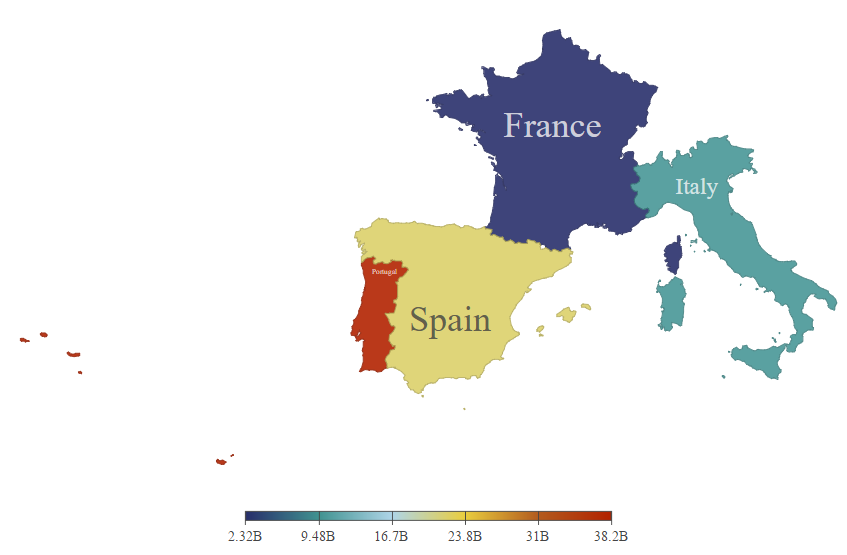 France
Italy
Portugal
Spain
2.32B 9.48B 16.7B 23.8B 31B 38.2B